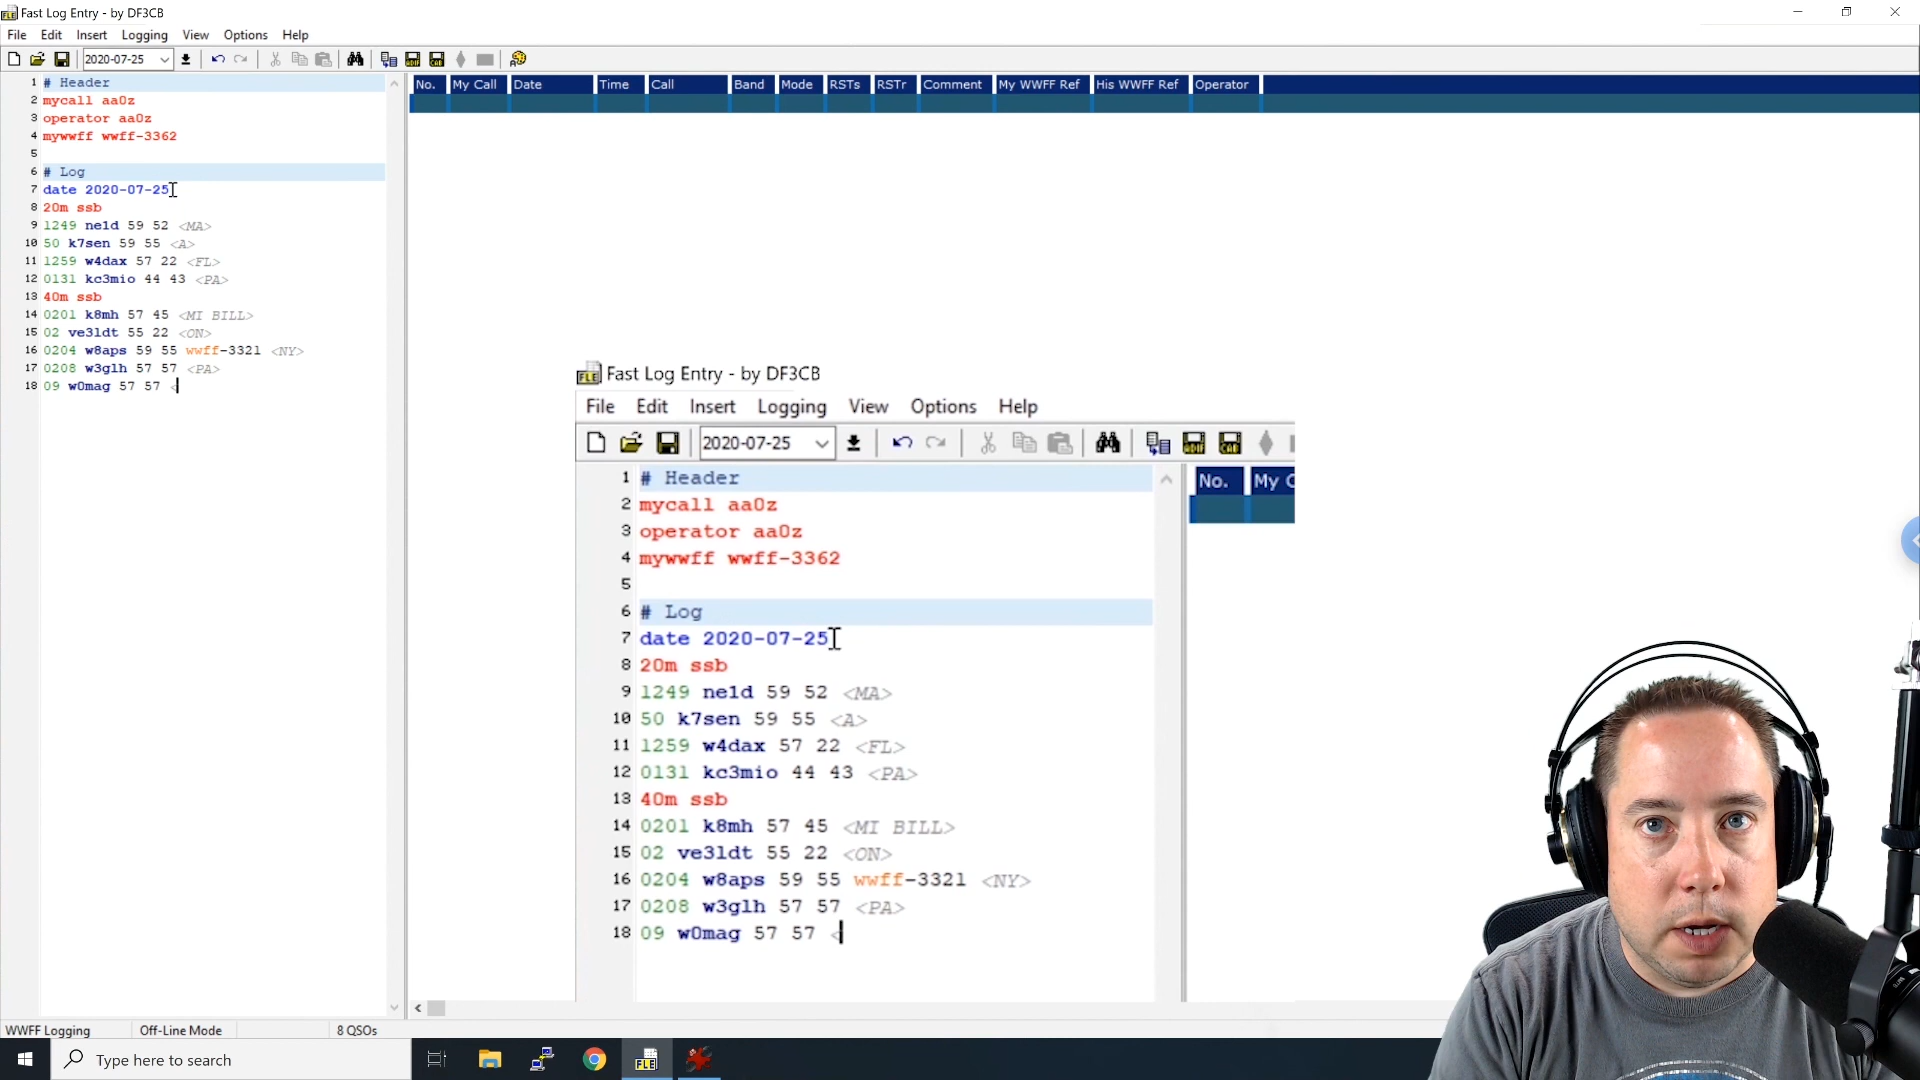 Fast Log Entry - by DF3CB
File Edit Insert Logging View Options Help
2020-07-25
1 # Header
2 mycall aa0z
3 operator aa0z
4 mywwff wwff-3362
5
6 # Log
7 date 2020-07-25
8 20m ssb
9 1249 ne1d 59 52 <MA>
10 50 k7sen 59 55 <A>
11 1259 w4dax 57 22 <FL>
12 0131 kc3mio 44 43 <PA>
13 40m ssb
14 0201 k8mh 57 45 <MI BILL>
15 02 ve3ldt 55 22 <ON>
16 0204 w8aps 59 55 wwff-3321 <NY>
17 0208 w3glh 57 57 <PA>
18 09 w0mag 57 57 <
No. My Call Date Time Call Band Mode RSTs RSTr Comment My WWFF Ref His WWFF Ref Operator
Fast Log Entry - by DF3CB
File Edit Insert Logging View Options Help
2020-07-25
1 # Header
2 mycall aa0z
3 operator aa0z
4 mywwff wwff-3362
5
6 # Log
7 date 2020-07-25
8 20m ssb
9 1249 ne1d 59 52 <MA>
10 50 k7sen 59 55 <A>
11 1259 w4dax 57 22 <FL>
12 0131 kc3mio 44 43 <PA>
13 40m ssb
14 0201 k8mh 57 45 <MI BILL>
15 02 ve3ldt 55 22 <ON>
16 0204 w8aps 59 55 wwff-3321 <NY>
17 0208 w3glh 57 57 <PA>
18 09 w0mag 57 57 <
No. My C
WWFF Logging Off-Line Mode 8 QSOs
Type here to search
FLE